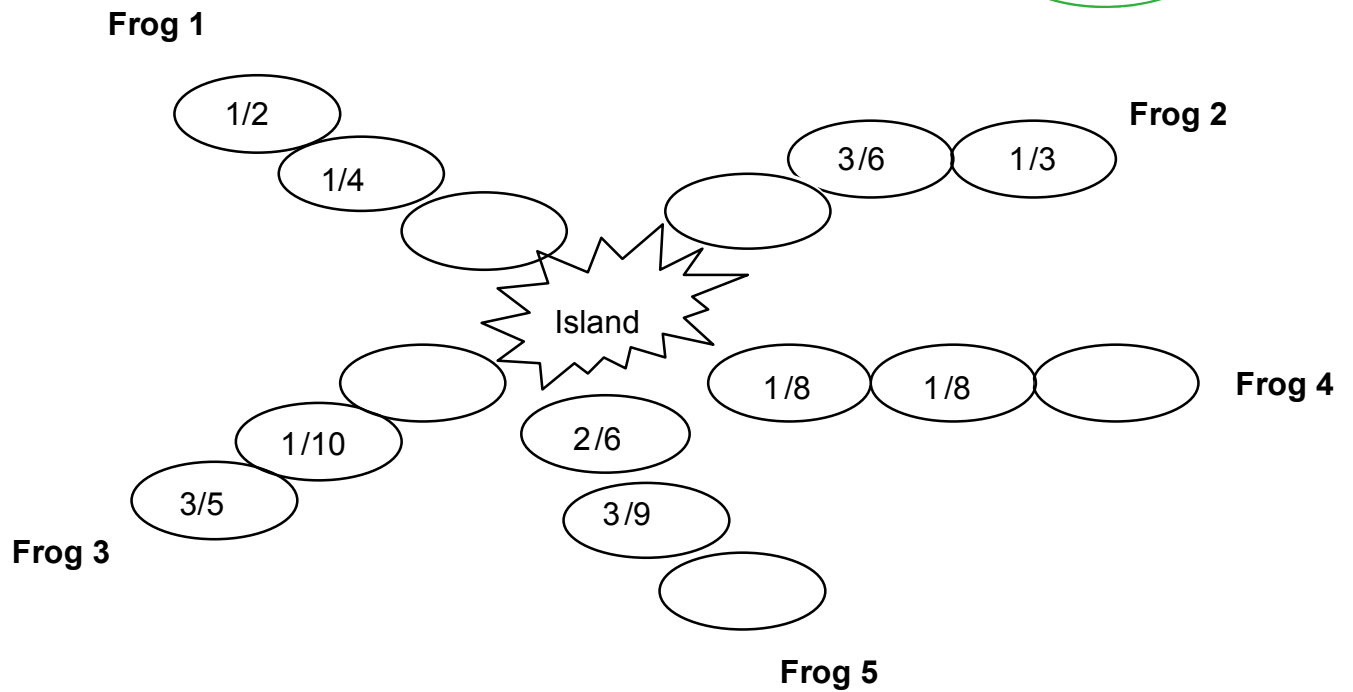 Frog 1
1/2
1/4
Frog 2
3/6
1/3
Island
1/8
1/8
Frog 4
1/10
3/5
Frog 3
2/6
3/9
Frog 5